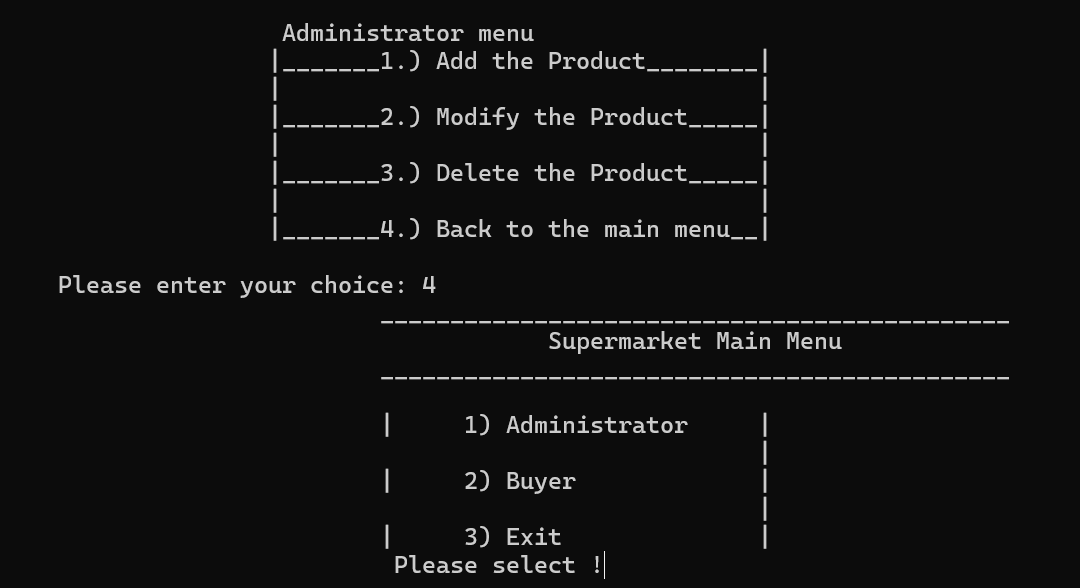 Administrator menu
|_______1.) Add the Product________|
|                                  |
|_______2.) Modify the Product_____|
|                                  |
|_______3.) Delete the Product_____|
|                                  |
|_______4.) Back to the main menu__|
Please enter your choice: 4
_____________________________________________
Supermarket Main Menu
_____________________________________________
|     1) Administrator     |
|
|     2) Buyer             |
|
|     3) Exit              |
Please select !